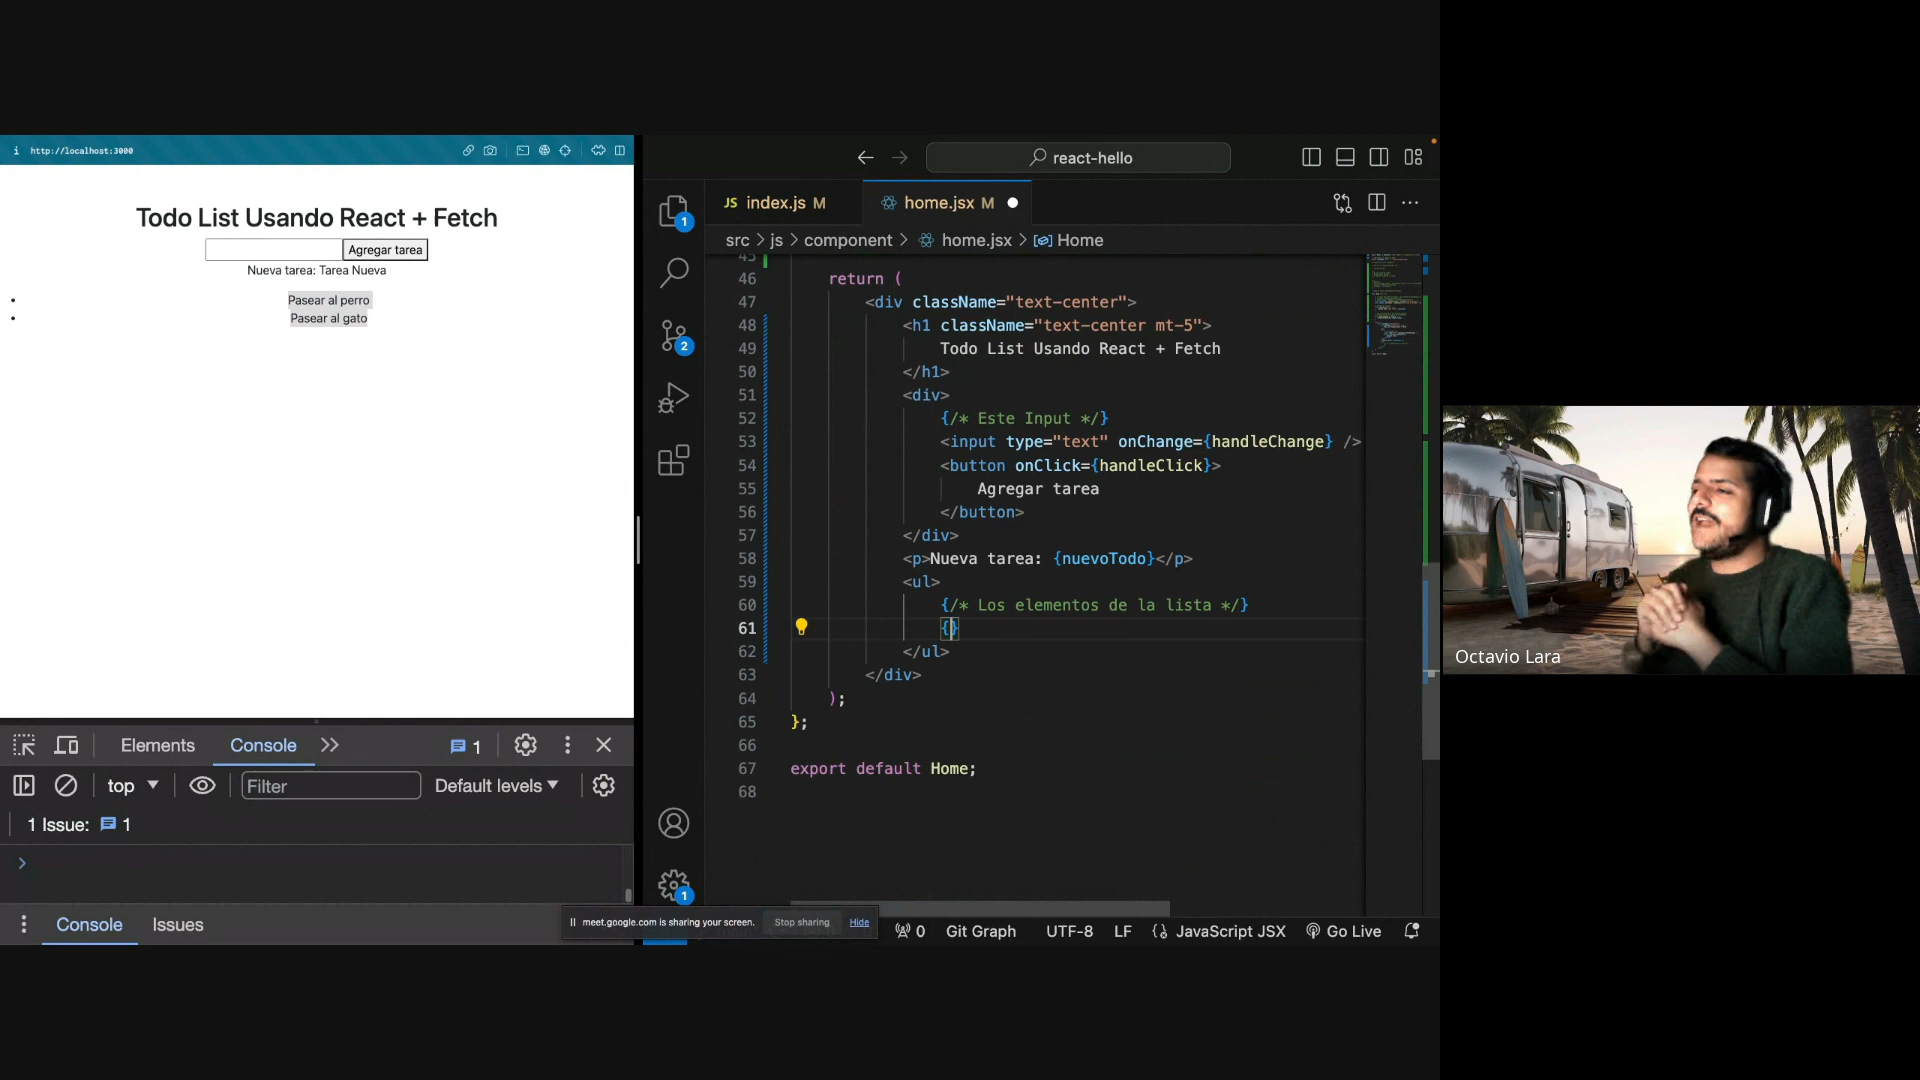 http://localhost:3000
Todo List Usando React + Fetch
Agregar tarea
Nueva tarea: Tarea Nueva
Pasear al perro
Pasear al gato
Elements
Console
1
top
Filter
Default levels
1 Issue:
1
Console
Issues
meet.google.com is sharing your screen.
Stop sharing
Hide
react-hello
JS index.js M
home.jsx M
src > js > component > home.jsx > Home
1
2
1
45
46 return (
47 <div className="text-center">
48 <h1 className="text-center mt-5">
49 Todo List Usando React + Fetch
50 </h1>
51 <div>
52 {/* Este Input */}
53 <input type="text" onChange={handleChange} />
54 <button onClick={handleClick}>
55 Agregar tarea
56 </button>
57 </div>
58 <p>Nueva tarea: {nuevoTodo}</p>
59 <ul>
60 {/* Los elementos de la lista */}
61 {}
62 </ul>
63 </div>
64 );
65 };
66
67 export default Home;
68
0 Git Graph UTF-8 LF JavaScript JSX Go Live
Octavio Lara